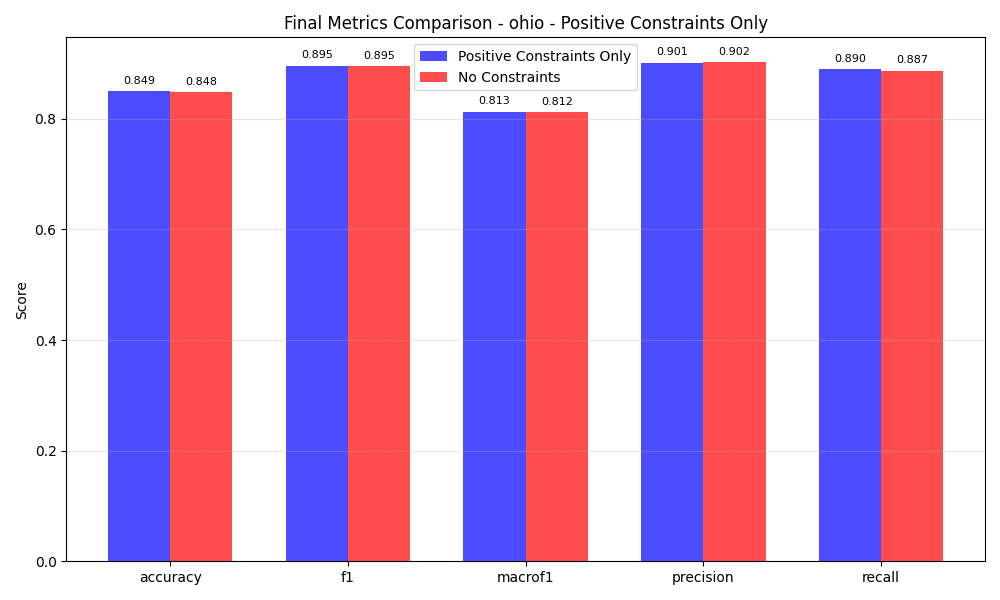 Final Metrics Comparison - ohio - Positive Constraints Only
Positive Constraints Only
No Constraints
0.849
0.848
0.895
0.895
0.813
0.812
0.901
0.902
0.890
0.887
Score
0.8
0.6
0.4
0.2
0.0
accuracy
f1
macrof1
precision
recall